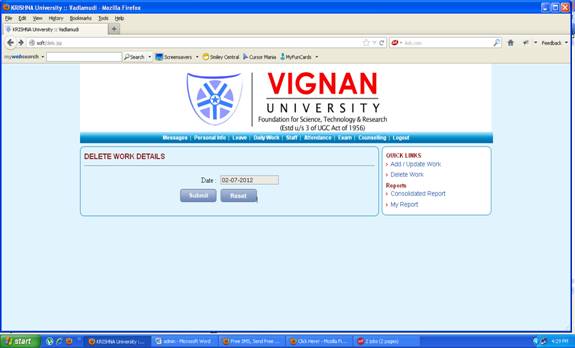 KRISHNA University :: Vadlamudi - Mozilla Firefox
File Edit View History Bookmarks Tools Help
KRISHNA University :: Vadlamudi
Ask.com
Feedback
mywebsearch
Search
Screensavers
Smiley Central
Cursor Mania
MyFunCards
VIGNAN
UNIVERSITY
Foundation for Science, Technology & Research
(Estd u/s 3 of UGC Act of 1956)
Messages | Personal Info | Leave | Daily Work | Staff | Attendance | Exam | Counselling | Logout
DELETE WORK DETAILS
Date :
02-07-2012
Submit
Reset
QUICK LINKS
Add / Update Work
Delete Work
Reports
Consolidated Report
My Report
start
KRISHNA University :...
admin - Microsoft Word
Free SMS, Send Free ...
Click Here! - Mozilla Fi...
2 jobs (2 pages)
4:29 PM